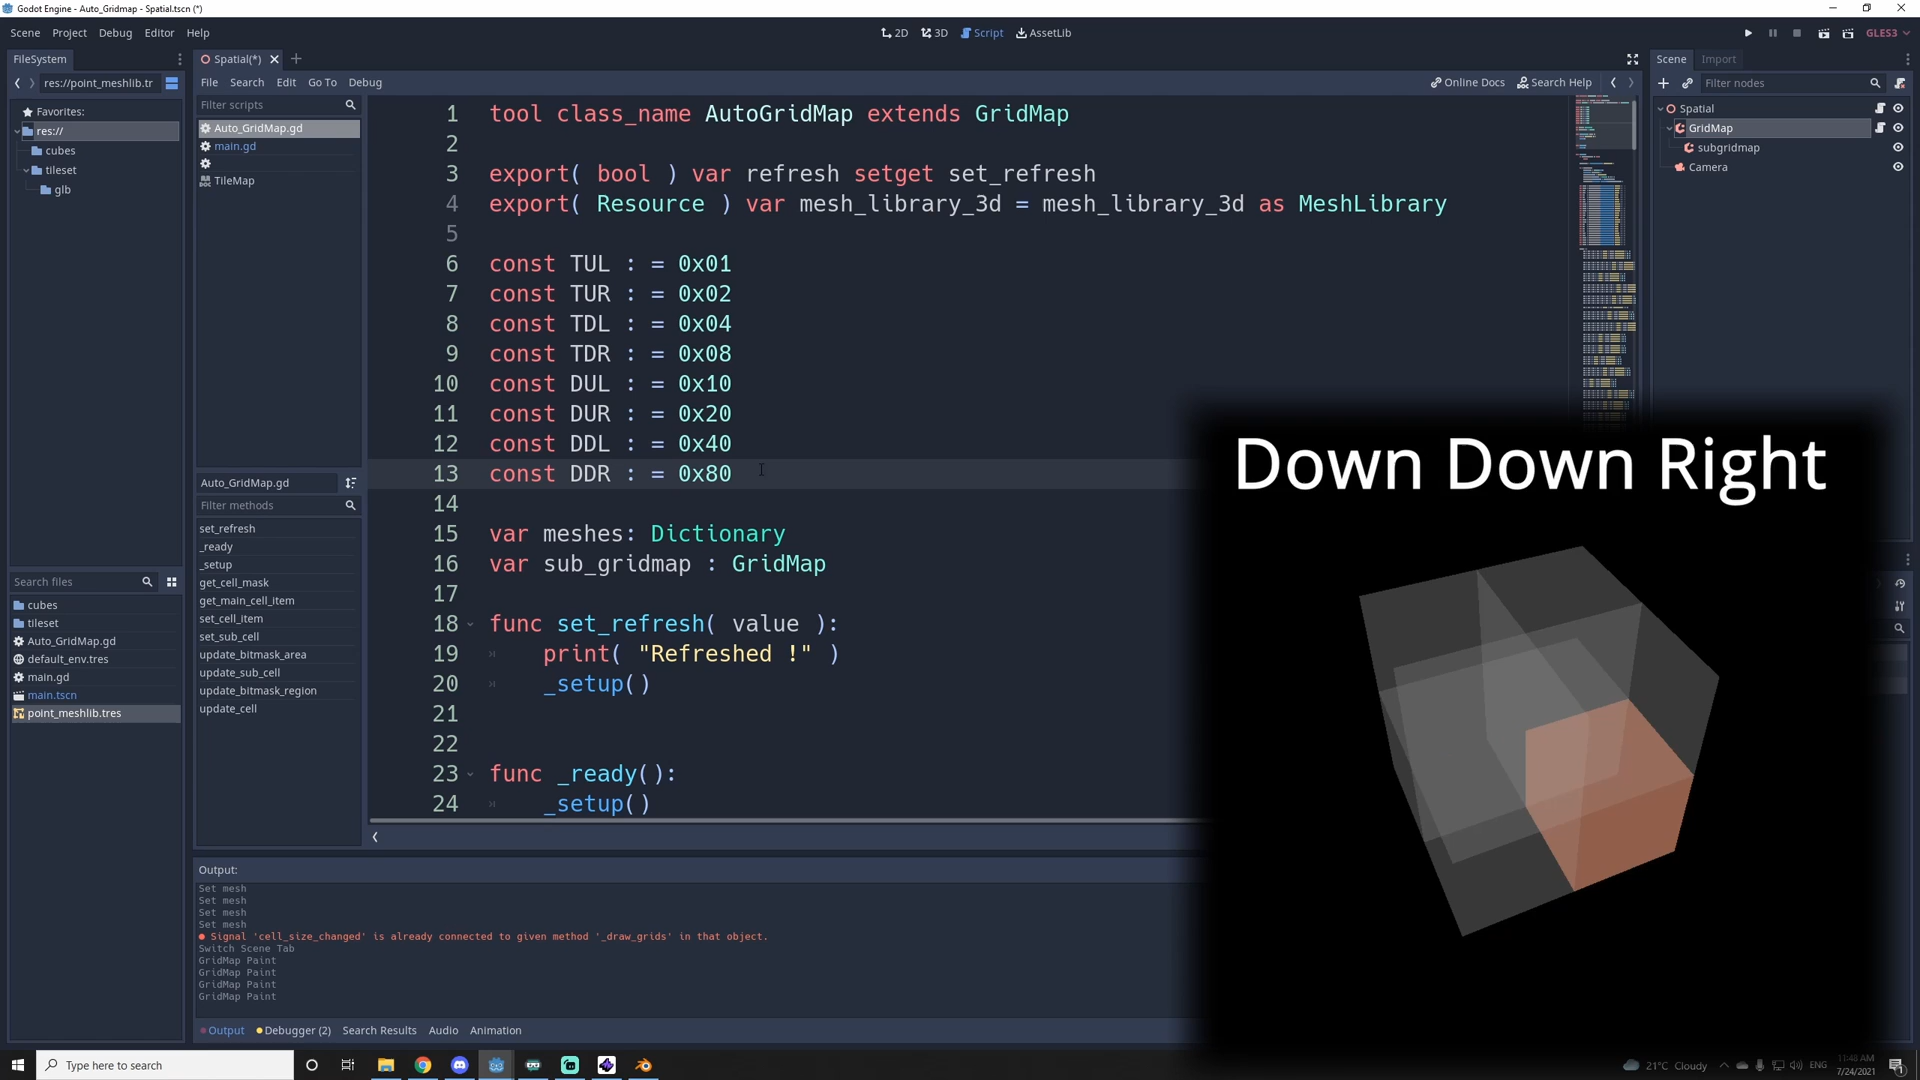 Godot Engine - Auto_Gridmap - Spatial.tscn (*)
Scene Project Debug Editor Help
2D 3D Script AssetLib
GLES3
FileSystem
res://point_meshlib.tr
Favorites:
res://
cubes
tileset
glb
Search files
cubes
tileset
Auto_GridMap.gd
default_env.tres
main.gd
main.tscn
point_meshlib.tres
Spatial(*)
File Search Edit Go To Debug
Online Docs Search Help
Filter scripts
Auto_GridMap.gd
main.gd
TileMap
Auto_GridMap.gd
Filter methods
set_refresh
_ready
_setup
get_cell_mask
get_main_cell_item
set_cell_item
set_sub_cell
update_bitmask_area
update_sub_cell
update_bitmask_region
update_cell
1 tool class_name AutoGridMap extends GridMap
2
3 export( bool ) var refresh setget set_refresh
4 export( Resource ) var mesh_library_3d = mesh_library_3d as MeshLibrary
5
6 const TUL : = 0x01
7 const TUR : = 0x02
8 const TDL : = 0x04
9 const TDR : = 0x08
10 const DUL : = 0x10
11 const DUR : = 0x20
12 const DDL : = 0x40
13 const DDR : = 0x80
14
15 var meshes: Dictionary
16 var sub_gridmap : GridMap
17
18 func set_refresh( value ):
19 print( "Refreshed !" )
20 _setup()
21
22
23 func _ready():
24 _setup()
Scene Import
Filter nodes
Spatial
GridMap
subgridmap
Camera
Down Down Right
Output:
Set mesh
Set mesh
Set mesh
Set mesh
Signal 'cell_size_changed' is already connected to given method '_draw_grids' in that object.
Switch Scene Tab
GridMap Paint
GridMap Paint
GridMap Paint
GridMap Paint
Output Debugger (2) Search Results Audio Animation
Type here to search
21°C Cloudy
ENG
11:48 AM
7/24/2021